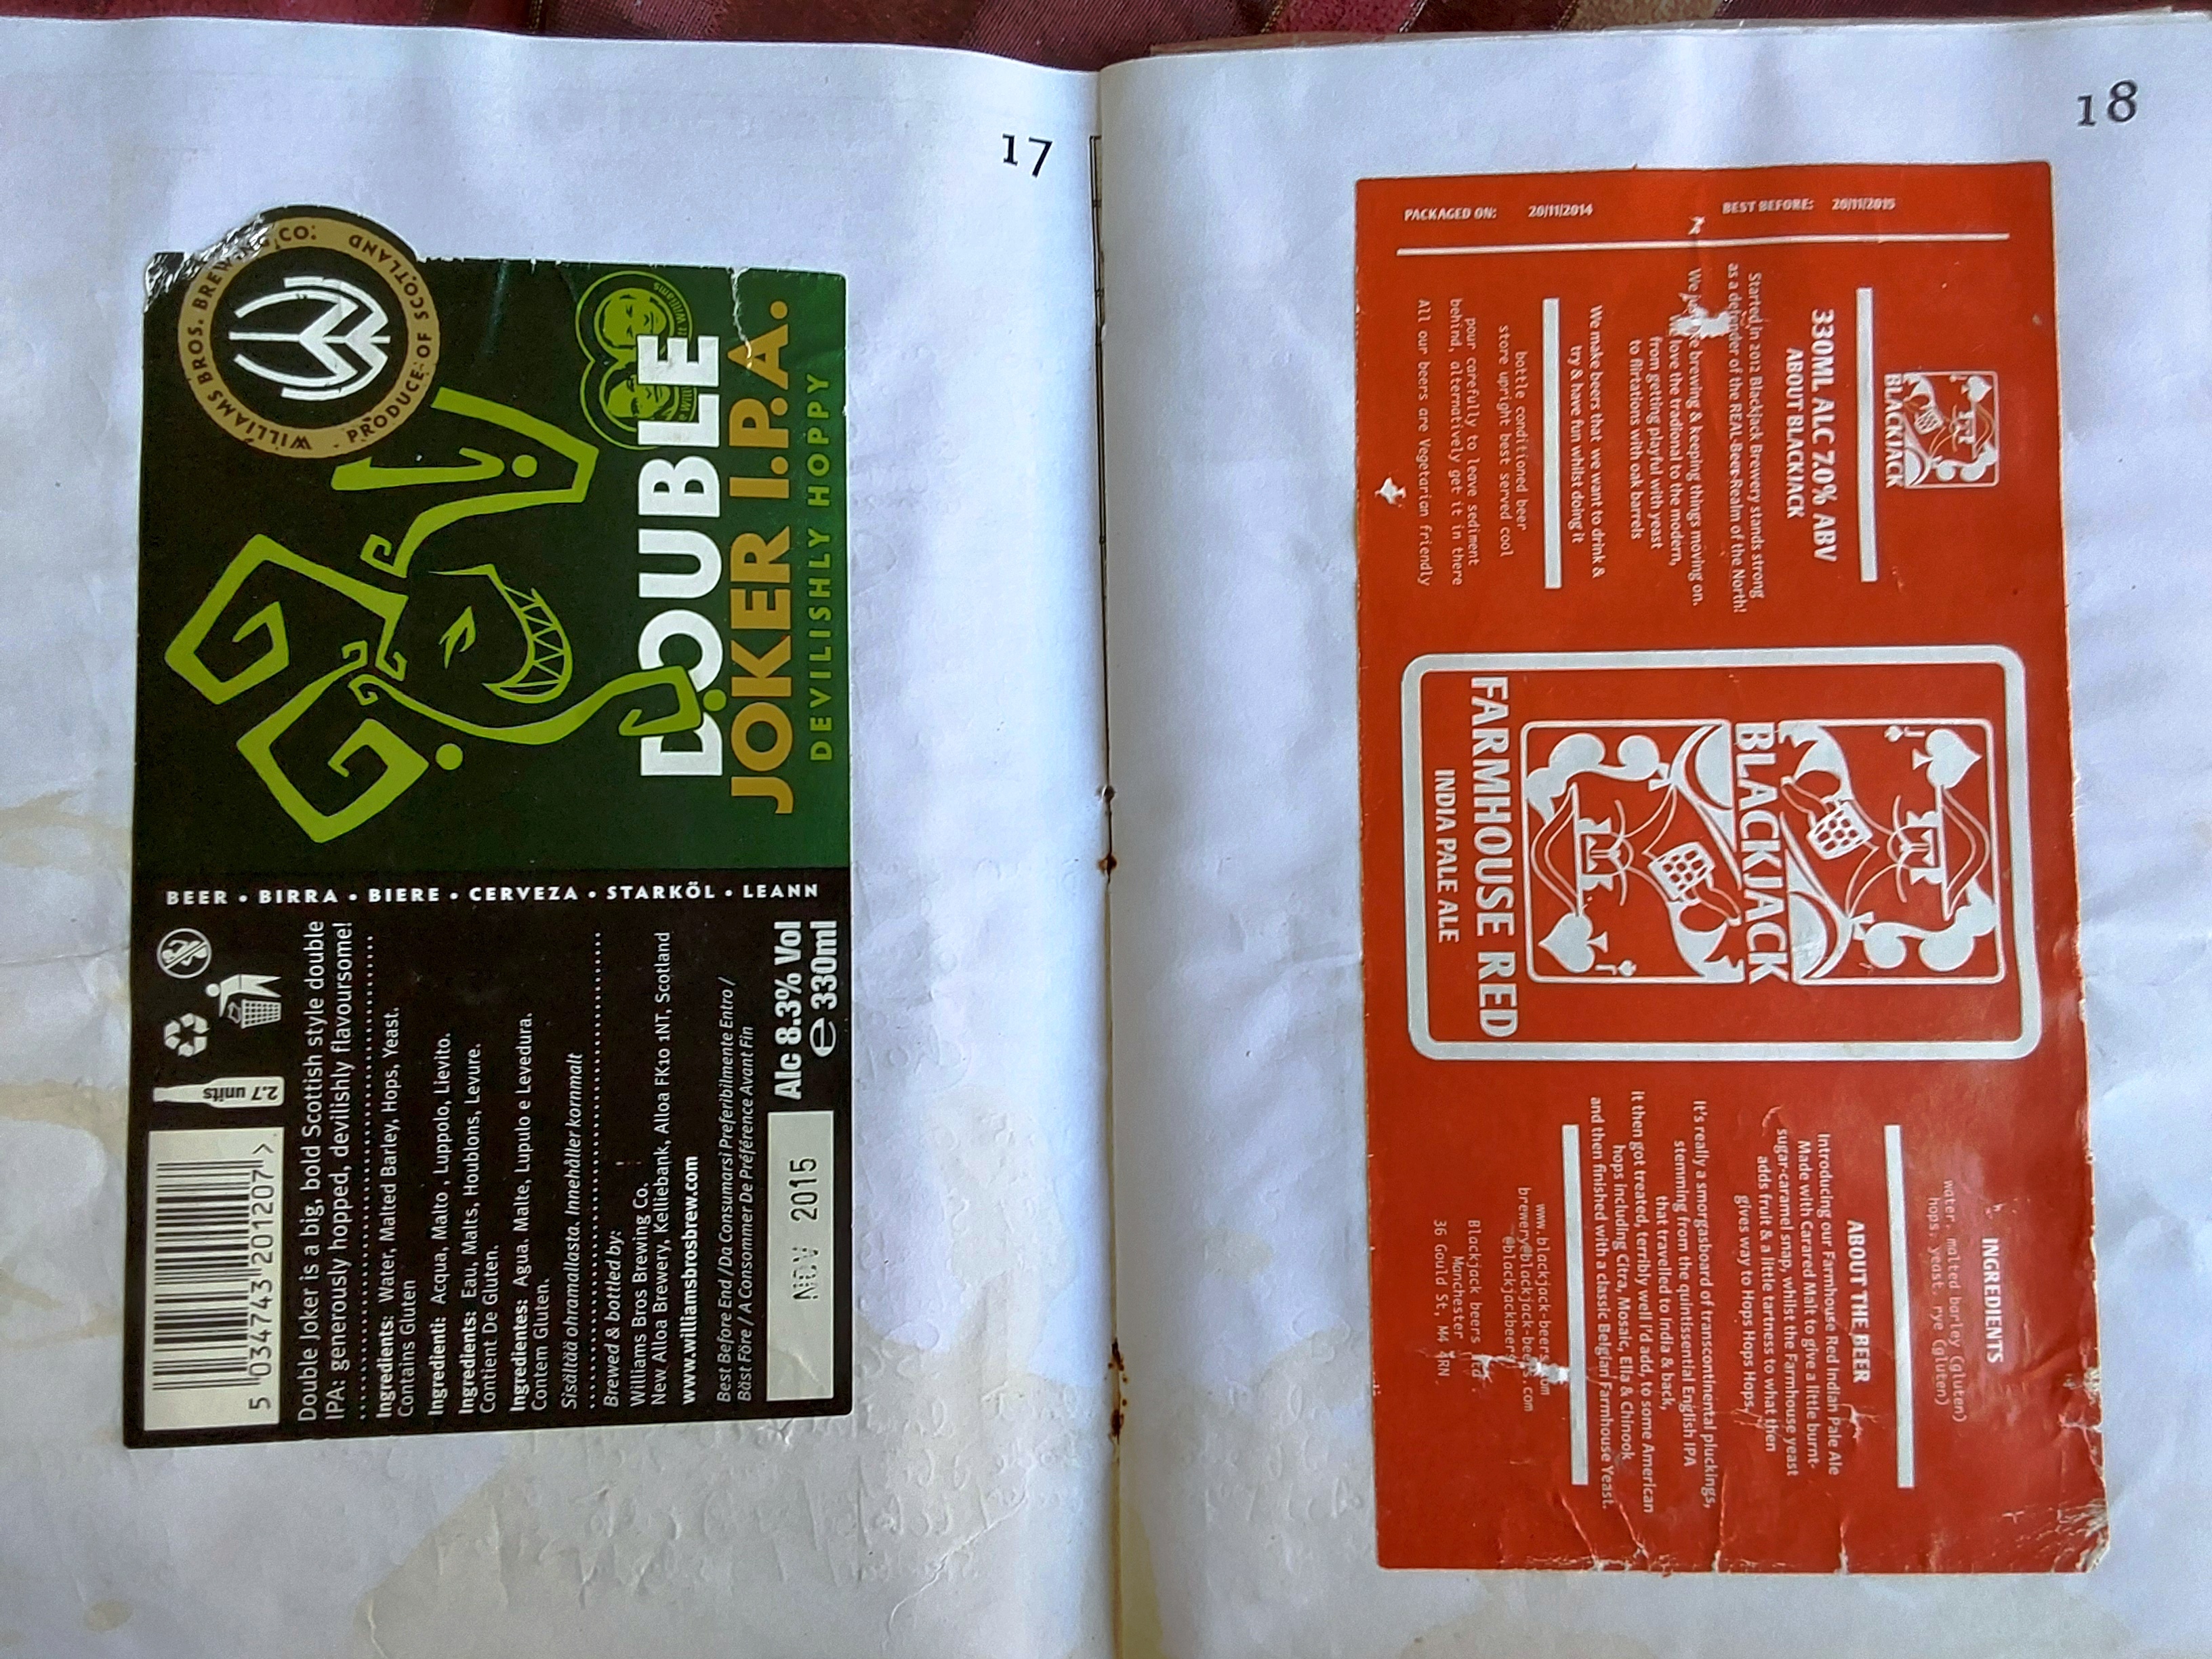 17
WILLIAMS BROS. BREWING CO.
PRODUCE OF SCOTLAND
DOUBLE
JOKER I.P.A.
DEVILISHLY HOPPY
BEER • BIRRA • BIERE • CERVEZA • STARKÖL • LEANN
2.7 units
5 034743 201207 >
Double Joker is a big, bold Scottish style double
IPA: generously hopped, devilishly flavoursome!
Ingredients: Water, Malted Barley, Hops, Yeast.
Contains Gluten
Ingredienti: Acqua, Malto , Luppolo, Lievito.
Ingredients: Eau, Malts, Houblons, Levure.
Contient De Gluten.
Ingredientes: Agua. Malte, Lupulo e Levedura.
Contem Gluten.
Sisältää ohramallasta. Innehåller kornmalt
Brewed & bottled by:
Williams Bros Brewing Co.
New Alloa Brewery, Kelliebank, Alloa FK10 1NT, Scotland
www.williamsbrosbrew.com
Best Before End / Da Consumarsi Preferibilmente Entro /
Bäst Före / A Consommer De Préférence Avant Fin
NOV 2015
Alc 8.3% Vol
e 330ml
18
PACKAGED ON: 20/11/2014
BEST BEFORE: 20/11/2015
BLACKJACK
330ML ALC 7.0% ABV
ABOUT BLACKJACK
Started in 2012 Blackjack Brewery stands strong
as a defender of the REAL-Beer-Realm of the North!
We brewing & keeping things moving on.
love the tradional to the modern,
from getting playful with yeast
to flirtations with oak barrels
We make beers that we want to drink &
try & have fun whilst doing it
bottle conditioned beer
store upright best served cool
pour carefully to leave sediment
behind, alternatively get it in there
All our beers are Vegetarian friendly
J
BLACKJACK
J
FARMHOUSE RED
INDIA PALE ALE
INGREDIENTS
water, malted barley (gluten)
hops, yeast, rye (gluten)
ABOUT THE BEER
Introducing our Farmhouse Red Indian Pale Ale
Made with Carared Malt to give a little burnt-
sugar-caramel snap, whilst the Farmhouse yeast
adds fruit & a little tartness to what then
gives way to Hops Hops Hops.
It's really a smorgasboard of transcontinental pluckings,
stemming from the quintissential English IPA
that travelled to India & back,
it then got treated, terribly well I'd add, to some American
hops including Citra, Mosaic, Ella & Chinook
and then finished with a classic Belgian Farmhouse Yeast.
www.blackjack-beers.com
brewery@blackjack-beers.com
@blackjackbeers
Blackjack beers Ltd.
Manchester
36 Gould St, M4 4RN.